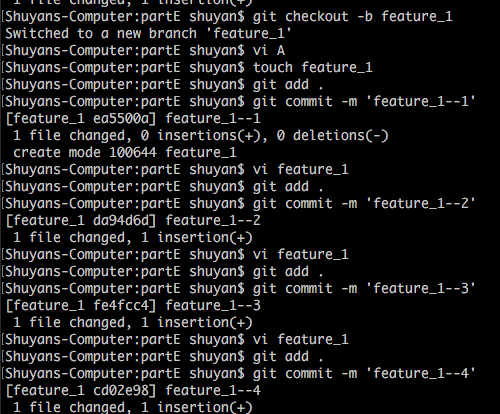 1 file changed, 1 insertion(+)
[Shuyans-Computer:partE shuyan$ git checkout -b feature_1
Switched to a new branch 'feature_1'
[Shuyans-Computer:partE shuyan$ vi A
[Shuyans-Computer:partE shuyan$ touch feature_1
[Shuyans-Computer:partE shuyan$ git add .
[Shuyans-Computer:partE shuyan$ git commit -m 'feature_1--1'
[feature_1 ea5500a] feature_1--1
1 file changed, 0 insertions(+), 0 deletions(-)
create mode 100644 feature_1
[Shuyans-Computer:partE shuyan$ vi feature_1
[Shuyans-Computer:partE shuyan$ git add .
[Shuyans-Computer:partE shuyan$ git commit -m 'feature_1--2'
[feature_1 da94d6d] feature_1--2
1 file changed, 1 insertion(+)
[Shuyans-Computer:partE shuyan$ vi feature_1
[Shuyans-Computer:partE shuyan$ git add .
[Shuyans-Computer:partE shuyan$ git commit -m 'feature_1--3'
[feature_1 fe4fcc4] feature_1--3
1 file changed, 1 insertion(+)
[Shuyans-Computer:partE shuyan$ vi feature_1
[Shuyans-Computer:partE shuyan$ git add .
[Shuyans-Computer:partE shuyan$ git commit -m 'feature_1--4'
[feature_1 cd02e98] feature_1--4
1 file changed, 1 insertion(+)